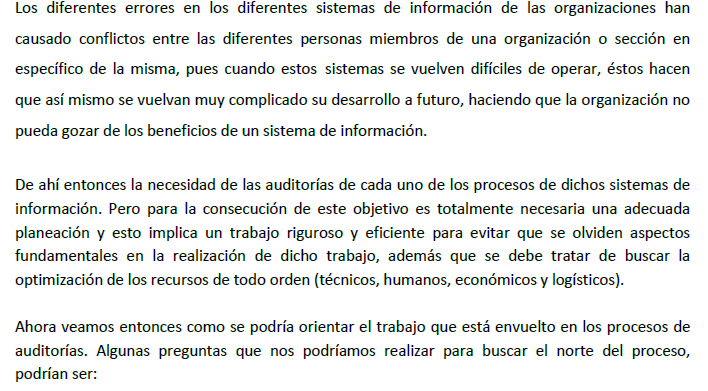 Los diferentes errores en los diferentes sistemas de información de las organizaciones han
causado conflictos entre las diferentes personas miembros de una organización o sección en
específico de la misma, pues cuando estos sistemas se vuelven difíciles de operar, éstos hacen
que así mismo se vuelvan muy complicado su desarrollo a futuro, haciendo que la organización no
pueda gozar de los beneficios de un sistema de información.
De ahí entonces la necesidad de las auditorías de cada uno de los procesos de dichos sistemas de
información. Pero para la consecución de este objetivo es totalmente necesaria una adecuada
planeación y esto implica un trabajo riguroso y eficiente para evitar que se olviden aspectos
fundamentales en la realización de dicho trabajo, además que se debe tratar de buscar la
optimización de los recursos de todo orden (técnicos, humanos, económicos y logísticos).
Ahora veamos entonces como se podría orientar el trabajo que está envuelto en los procesos de
auditorías. Algunas preguntas que nos podríamos realizar para buscar el norte del proceso,
podrían ser: